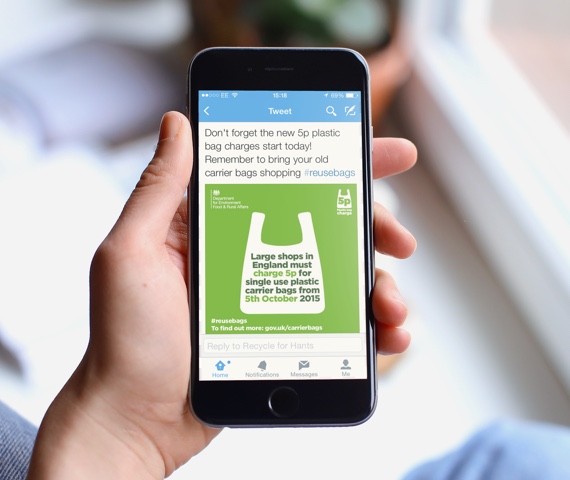 EE 15:16 89%
Tweet
Don't forget the new 5p plastic
bag charges start today!
Remember to bring your old
carrier bags shopping #reusebags
Department
for Environment
Food & Rural Affairs
5p
Large shops in
England must
charge 5p for
single use plastic
carrier bags from
5th October 2015
#reusebags
To find out more: gov.uk/carrierbags
Reply to Recycle for Hants
Home Notifications Messages Me